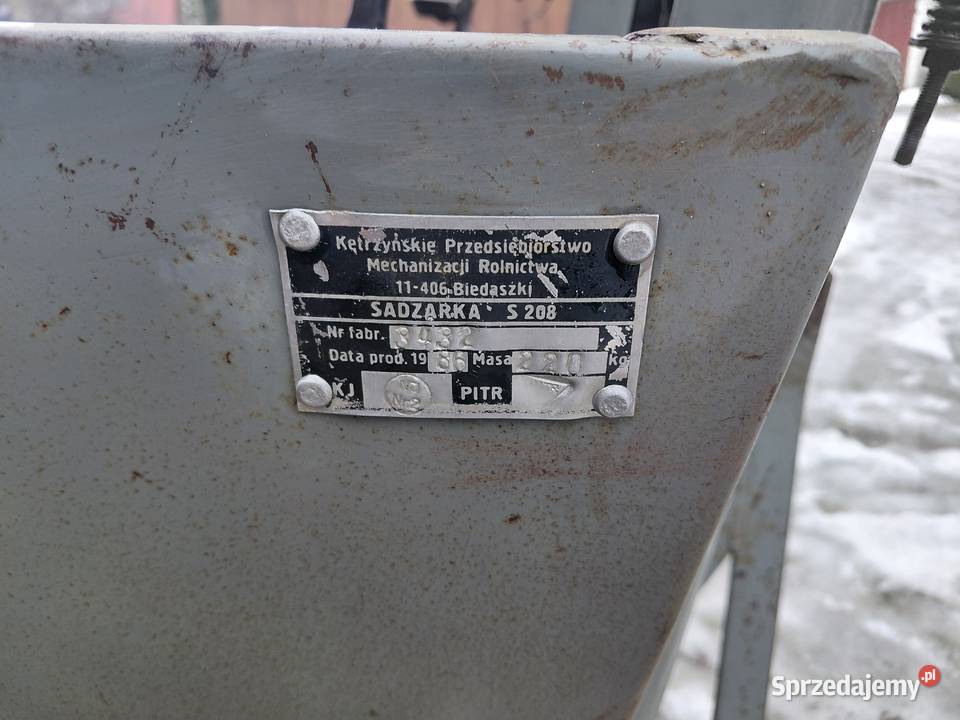 Kętrzyńskie Przedsiębiorstwo
Mechanizacji Rolnictwa
11-406 Biedaszki
SADZARKA S 208
Nr fabr. 3432
Data prod. 19 86 Masa 220 kg
KJ PITR
Sprzedajemy.pl